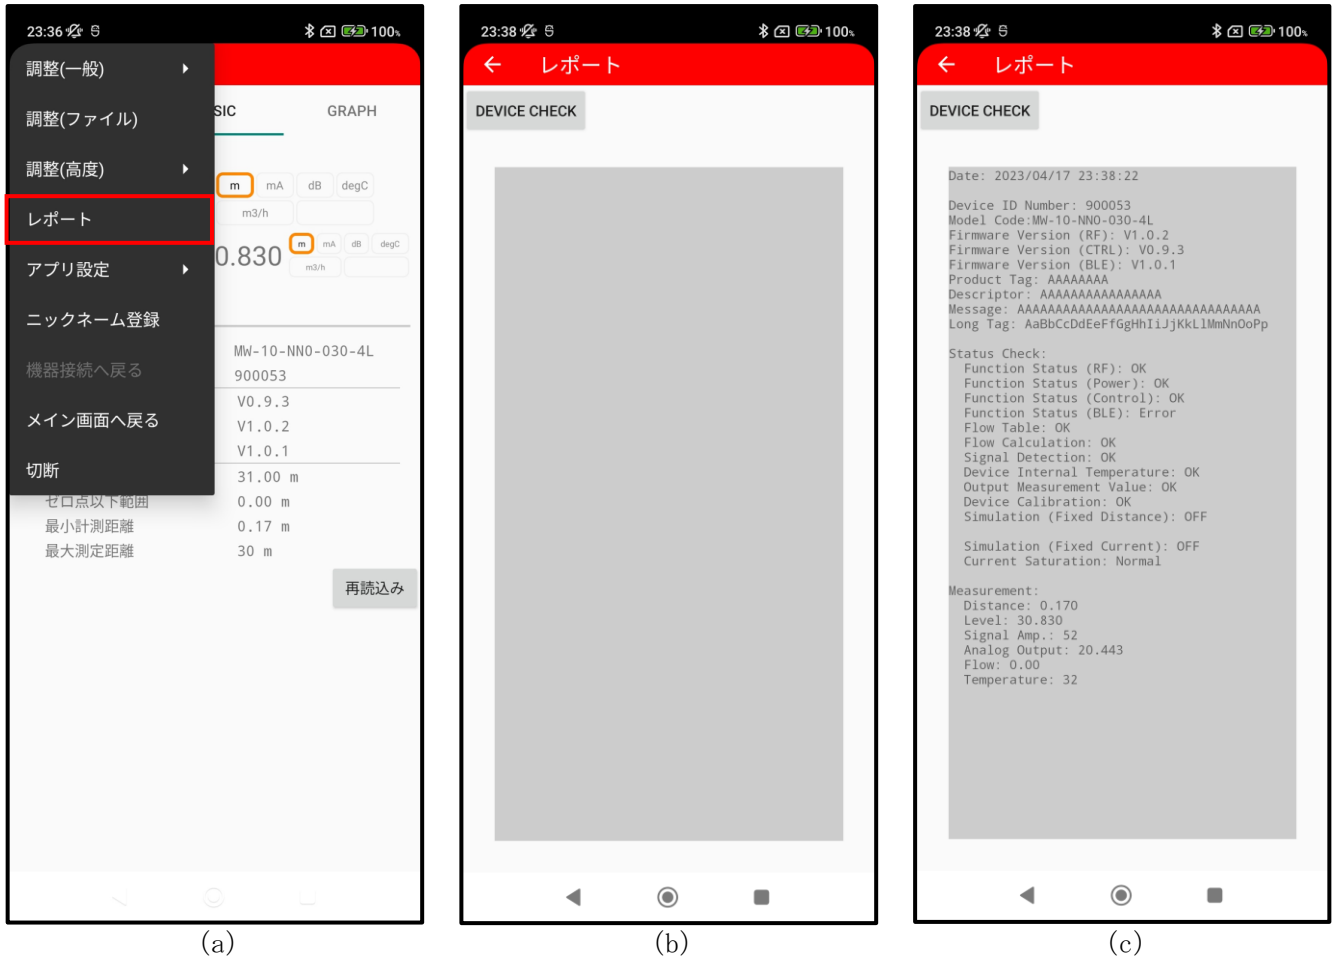 23:36 100%
調整(一般)
調整(ファイル)
調整(高度)
レポート
アプリ設定
ニックネーム登録
機器接続へ戻る
メイン画面へ戻る
切断
SIC GRAPH
m mA dB degC
m3/h
0.830 m mA dB degC
m3/h
MW-10-NN0-030-4L
900053
V0.9.3
V1.0.2
V1.0.1
31.00 m
ゼロ点以下範囲 0.00 m
最小計測距離 0.17 m
最大測定距離 30 m
再読込み
(a)
23:38 100%
レポート
DEVICE CHECK
(b)
23:38 100%
レポート
DEVICE CHECK
Date: 2023/04/17 23:38:22
Device ID Number: 900053
Model Code:MW-10-NN0-030-4L
Firmware Version (RF): V1.0.2
Firmware Version (CTRL): V0.9.3
Firmware Version (BLE): V1.0.1
Product Tag: AAAAAAAA
Descriptor: AAAAAAAAAAAAAAAA
Message: AAAAAAAAAAAAAAAAAAAAAAAAAAAAAAAA
Long Tag: AaBbCcDdEeFfGgHhIiJjKkLlMmNnOoPp
Status Check:
Function Status (RF): OK
Function Status (Power): OK
Function Status (Control): OK
Function Status (BLE): Error
Flow Table: OK
Flow Calculation: OK
Signal Detection: OK
Device Internal Temperature: OK
Output Measurement Value: OK
Device Calibration: OK
Simulation (Fixed Distance): OFF
Simulation (Fixed Current): OFF
Current Saturation: Normal
Measurement:
Distance: 0.170
Level: 30.830
Signal Amp.: 52
Analog Output: 20.443
Flow: 0.00
Temperature: 32
(c)